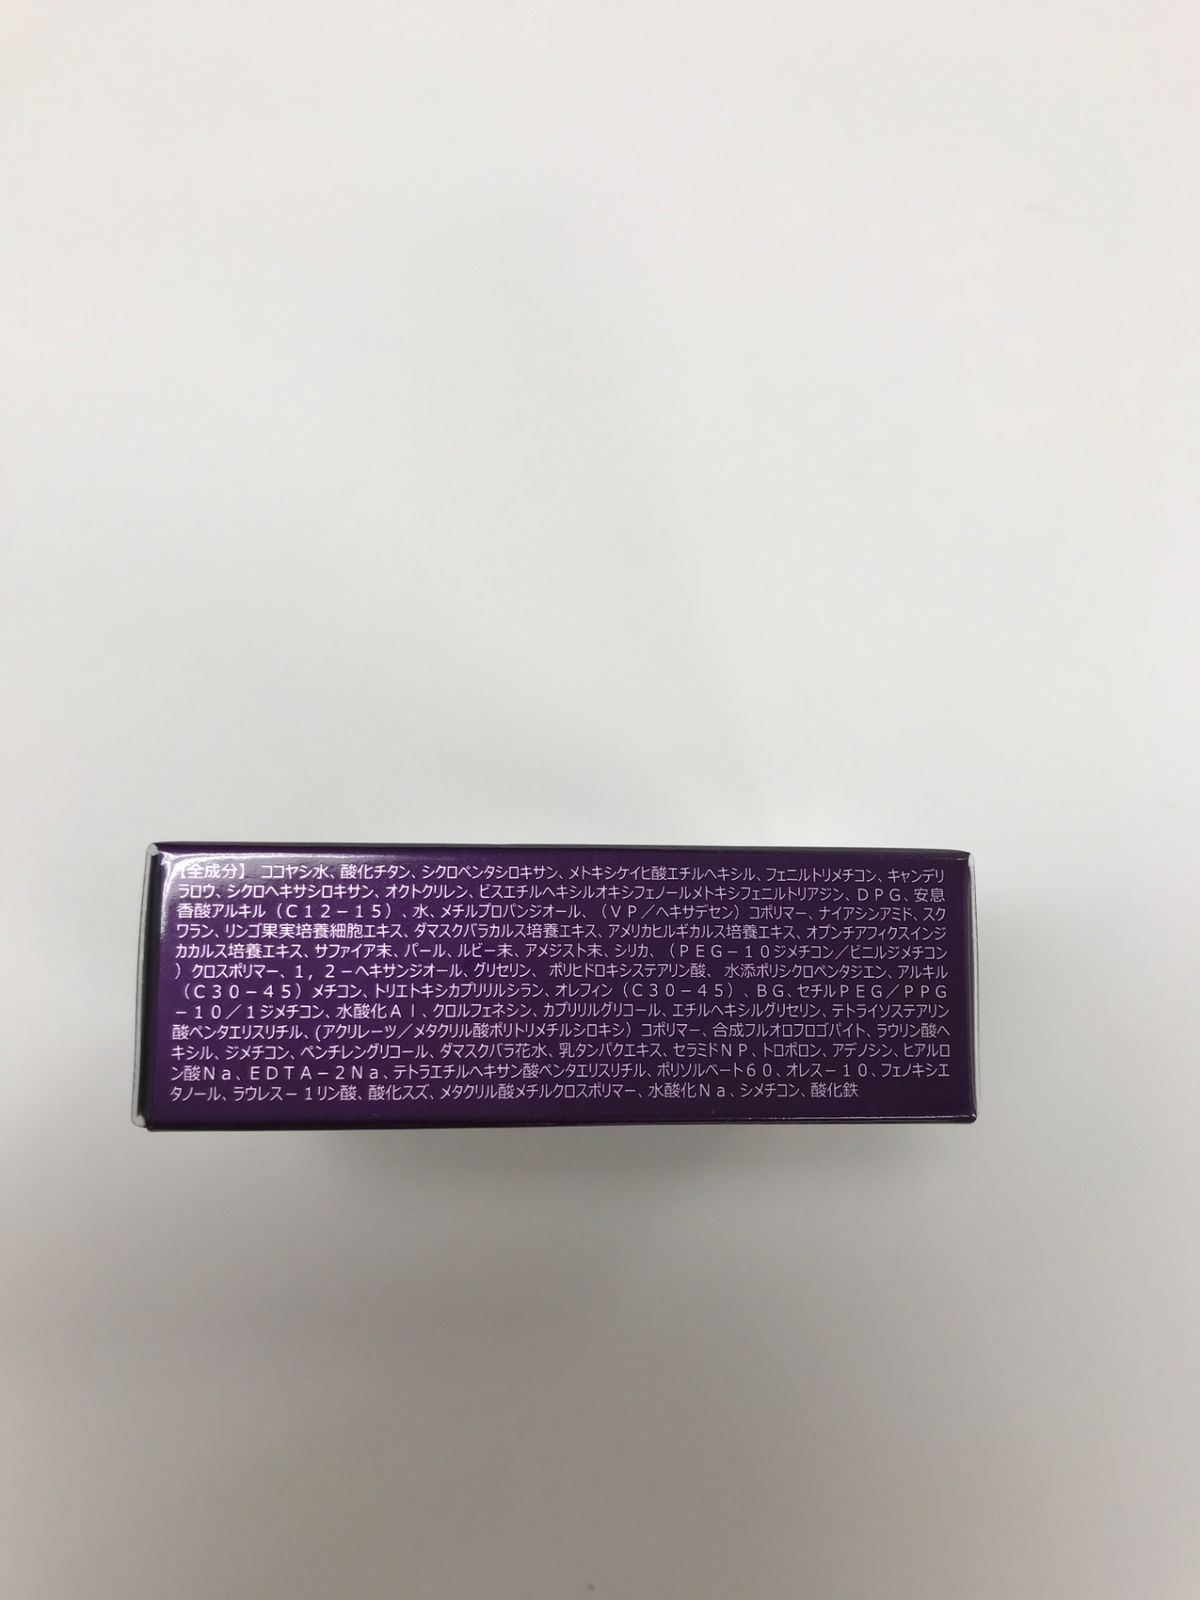 【全成分】 ココヤシ水、酸化チタン、シクロペンタシロキサン、メトキシケイヒ酸エチルヘキシル、フェニルトリメチコン、キャンデリ
ラロウ、シクロヘキサシロキサン、オクトクリレン、ビスエチルヘキシルオキシフェノールメトキシフェニルトリアジン、ＤＰＧ、安息
香酸アルキル（Ｃ１２－１５）、水、メチルプロパンジオール、（ＶＰ／ヘキサデセン）コポリマー、ナイアシンアミド、スク
ワラン、リンゴ果実培養細胞エキス、ダマスクバラカルス培養エキス、アメリカヒルギカルス培養エキス、オプンチアフィクスインジ
カカルス培養エキス、サファイア末、パール、ルビー末、アメジスト末、シリカ、（ＰＥＧ－１０ジメチコン／ビニルジメチコン
）クロスポリマー、１，２－ヘキサンジオール、グリセリン、 ポリヒドロキシステアリン酸、 水添ポリシクロペンタジエン、アルキル
（Ｃ３０－４５）メチコン、トリエトキシカプリリルシラン、オレフィン（Ｃ３０－４５）、ＢＧ、セチルＰＥＧ／ＰＰＧ
－１０／１ジメチコン、水酸化Ａｌ、クロルフェネシン、カプリリルグリコール、エチルヘキシルグリセリン、テトライソステアリン
酸ペンタエリスリチル、(アクリレーツ／メタクリル酸ポリトリメチルシロキシ）コポリマー、合成フルオロフロゴパイト、ラウリン酸ヘ
キシル、ジメチコン、ペンチレングリコール、ダマスクバラ花水、乳タンパクエキス、セラミドＮＰ、トロポロン、アデノシン、ヒアルロ
ン酸Ｎａ、ＥＤＴＡ－２Ｎａ、テトラエチルヘキサン酸ペンタエリスリチル、ポリソルベート６０、オレス－１０、フェノキシエ
タノール、ラウレス－１リン酸、酸化スズ、メタクリル酸メチルクロスポリマー、水酸化Ｎａ、シメチコン、酸化鉄